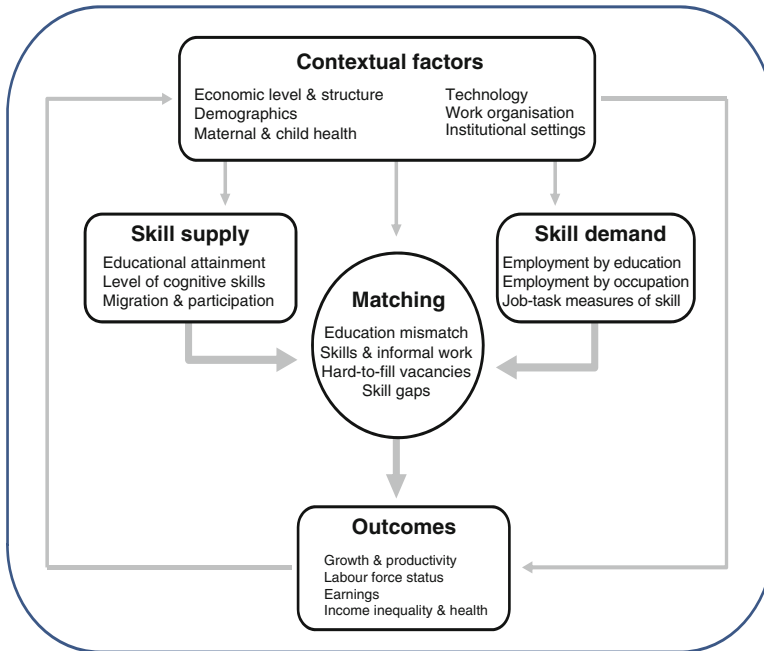 Contextual factors
Economic level & structure
Demographics
Maternal & child health
Technology
Work organisation
Institutional settings
Skill supply
Educational attainment
Level of cognitive skills
Migration & participation
Skill demand
Employment by education
Employment by occupation
Job-task measures of skill
Matching
Education mismatch
Skills & informal work
Hard-to-fill vacancies
Skill gaps
Outcomes
Growth & productivity
Labour force status
Earnings
Income inequality & health